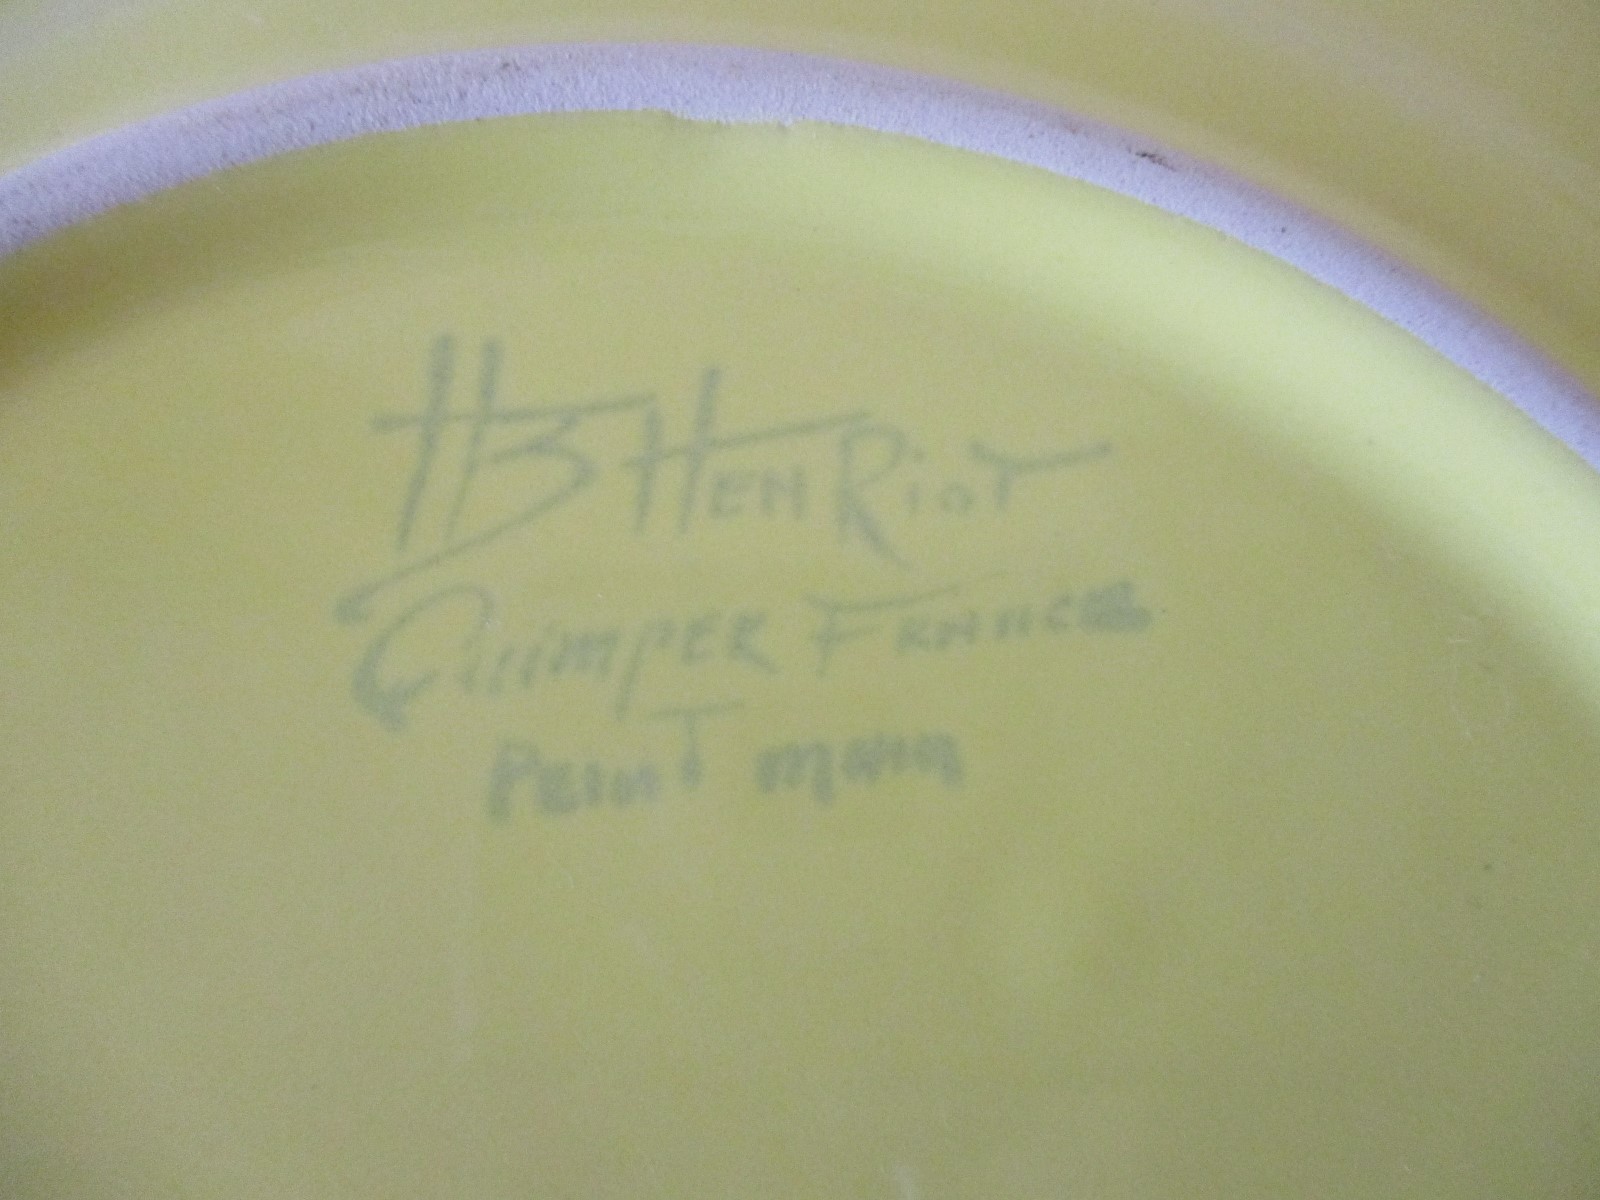 HB HENRioT
QuimPER FRANCE
PEINT MAIN